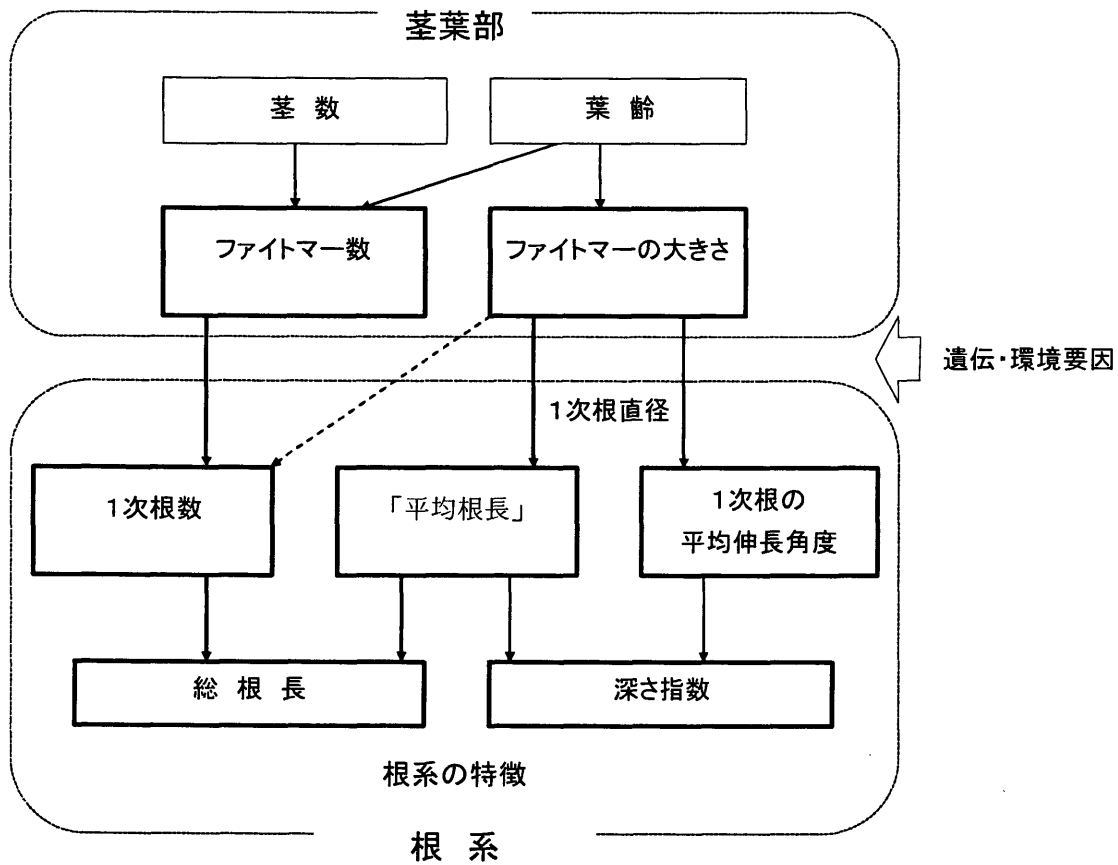 茎葉部
茎 数
葉 齢
ファイトマー数
ファイトマーの大きさ
遺伝・環境要因
1次根直径
1次根数
「平均根長」
1次根の
平均伸長角度
総 根 長
深さ指数
根系の特徴
根 系